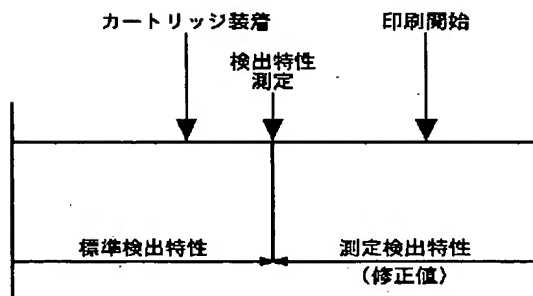 カートリッジ装着
印刷開始
検出特性
測定
標準検出特性
測定検出特性
(修正値)